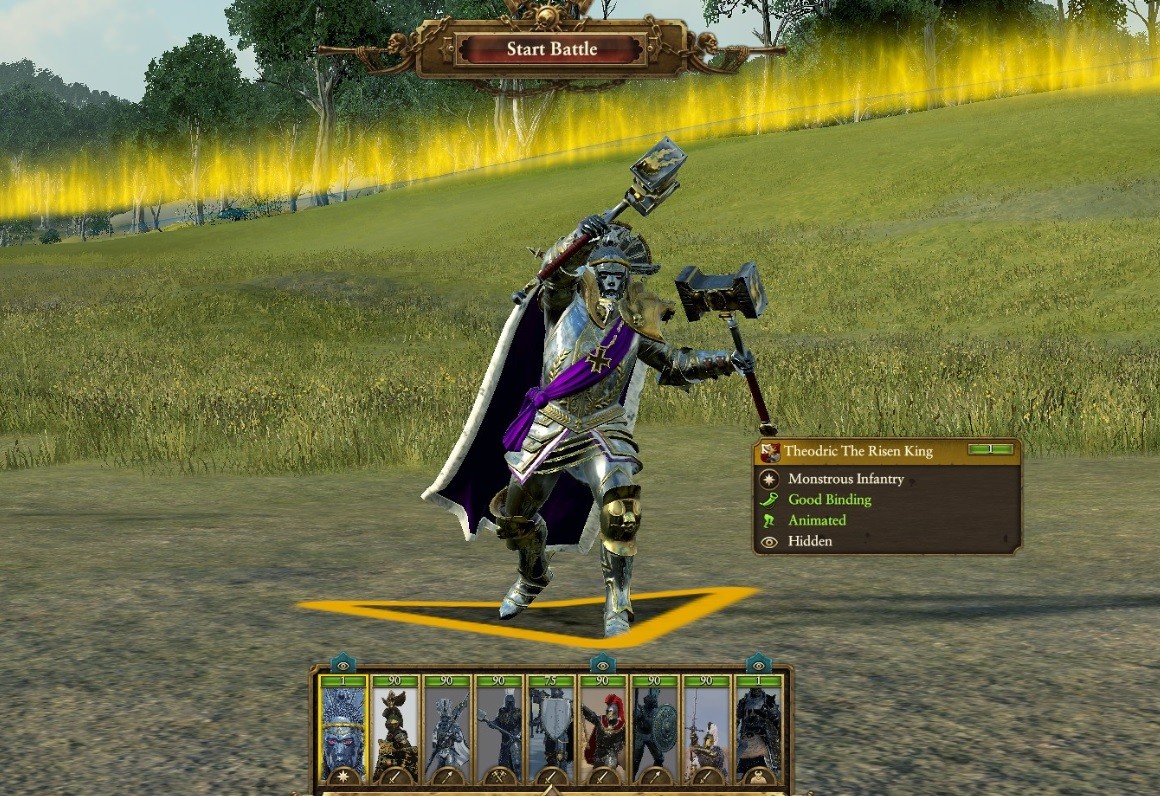 Start Battle
Theodric The Risen King 1
Monstrous Infantry
Good Binding
Animated
Hidden
1 90 90 90 75 90 90 90 1